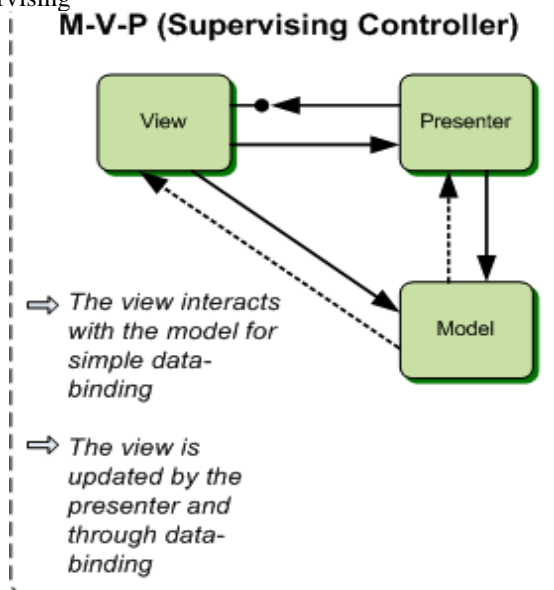 rvising
M-V-P (Supervising Controller)
View
Presenter
Model
The view interacts
with the model for
simple data-
binding
The view is
updated by the
presenter and
through data-
binding